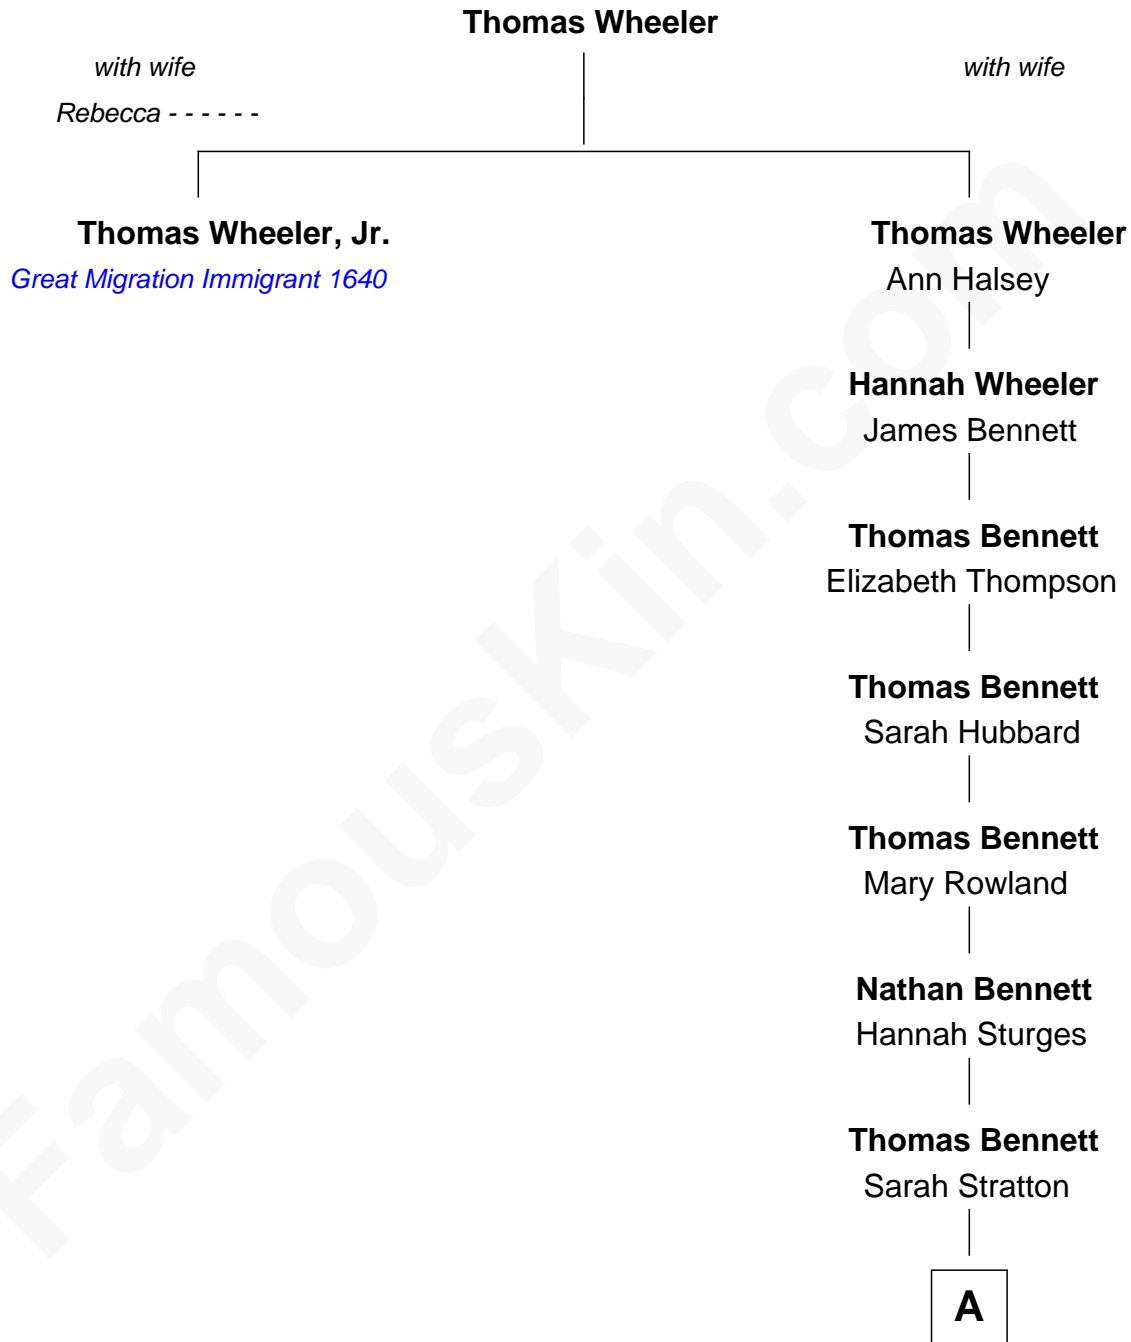 Thomas Wheeler
with wife
with wife
Rebecca - - - - - -
Thomas Wheeler, Jr.
Thomas Wheeler
Great Migration Immigrant 1640
Ann Halsey
Hannah Wheeler
James Bennett
Thomas Bennett
Elizabeth Thompson
Thomas Bennett
Sarah Hubbard
Thomas Bennett
Mary Rowland
Nathan Bennett
Hannah Sturges
Thomas Bennett
Sarah Stratton
A
FamousKin.com